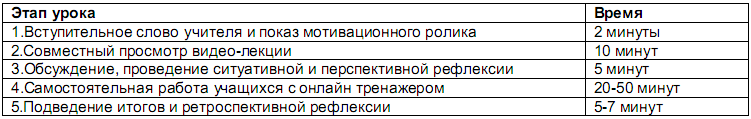 Этап урока Время
1.Вступительное слово учителя и показ мотивационного ролика 2 минуты
2.Совместный просмотр видео-лекции 10 минут
3.Обсуждение, проведение ситуативной и перспективной рефлексии 5 минут
4.Самостоятельная работа учащихся с онлайн тренажером 20-50 минут
5.Подведение итогов и ретроспективной рефлексии 5-7 минут